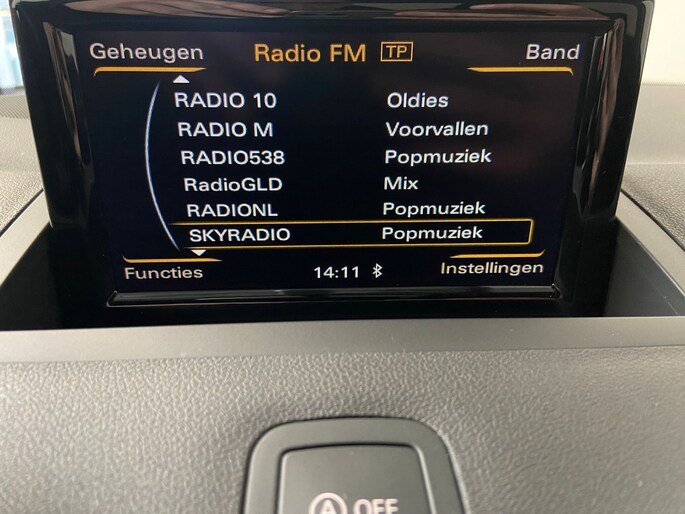 Geheugen Radio FM TP Band
RADIO 10 Oldies
RADIO M Voorvallen
RADIO538 Popmuziek
RadioGLD Mix
RADIONL Popmuziek
SKYRADIO Popmuziek
Functies 14:11 Instellingen
A OFF